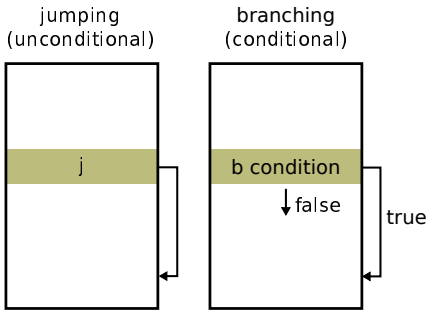 jumping
(unconditional)
j
branching
(conditional)
b condition
false
true